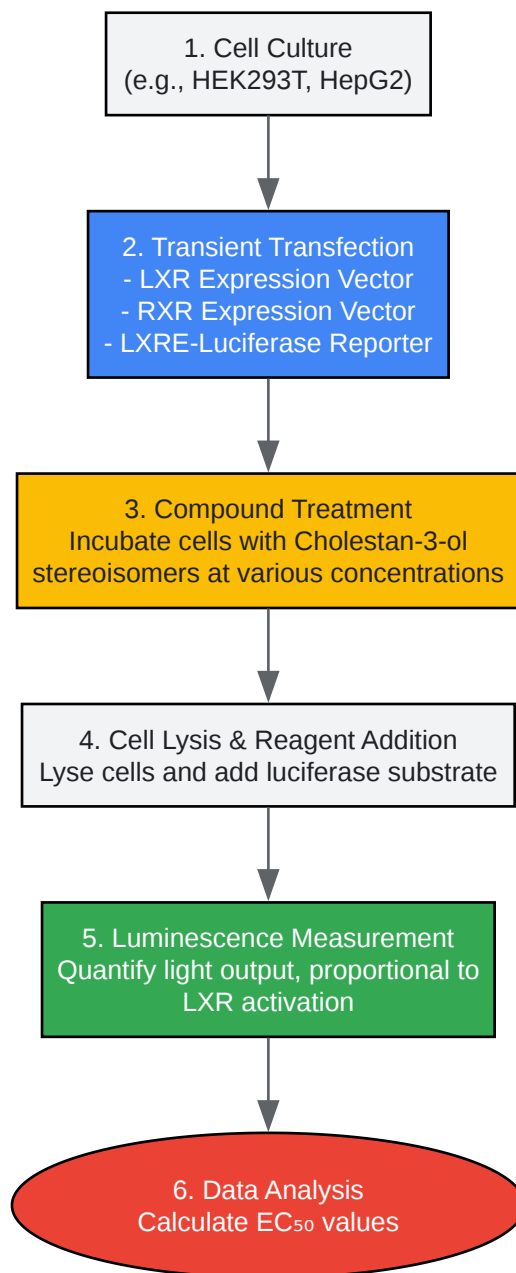 1. Cell Culture
(e.g., HEK293T, HepG2)
2. Transient Transfection
- LXR Expression Vector
- RXR Expression Vector
- LXRE-Luciferase Reporter
3. Compound Treatment
Incubate cells with Cholestan-3-ol
stereoisomers at various concentrations
4. Cell Lysis & Reagent Addition
Lyse cells and add luciferase substrate
5. Luminescence Measurement
Quantify light output, proportional to
LXR activation
6. Data Analysis
Calculate EC₅₀ values